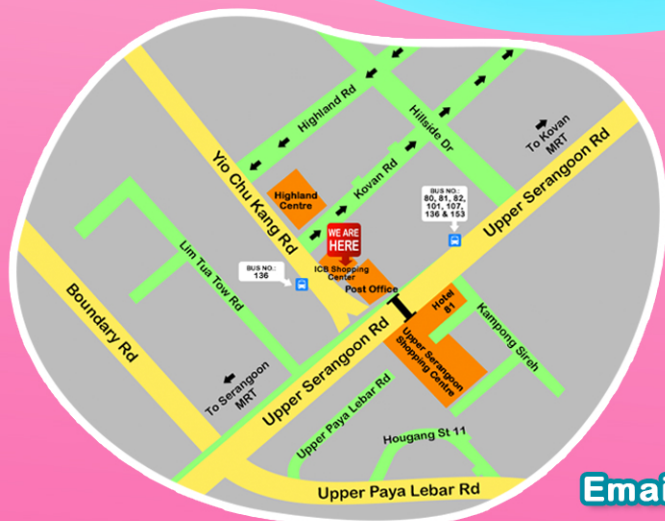 Highland Rd
Hillside Dr
To Kovan
MRT
Upper Serangoon Rd
Yio Chu Kang Rd
Kovan Rd
Highland
Centre
BUS NO.:
80, 81, 82,
101, 107,
136 & 153
WE ARE
HERE
ICB Shopping
Center
Post Office
BUS NO.:
136
Lim Tua Tow Rd
Boundary Rd
Hotel
81
Kampong Sireh
Upper Serangoon
Shopping Centre
Upper Serangoon Rd
To Serangoon
MRT
Upper Paya Lebar Rd
Hougang St 11
Upper Paya Lebar Rd
Emai